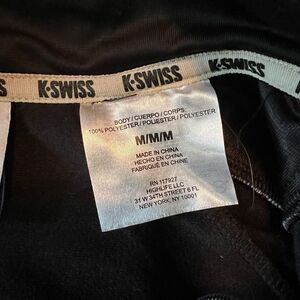 S K·SWISS K·SWISS K·SWISS K·SWISS
BODY/CUERPO/CORPS:
100% POLYESTER/POLIESTER/POLYESTER
M/M/M
MADE IN CHINA
HECHO EN CHINA
FABRIQUÉ EN CHINE
RN 117927
HIGHLIFE LLC
31 W 34TH STREET 6 FL
NEW YORK, NY
10001